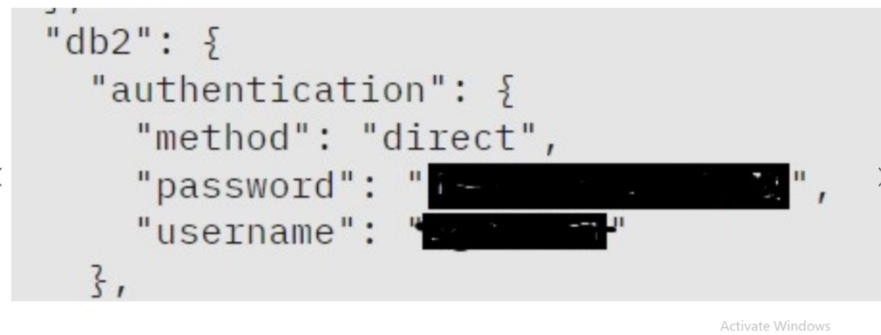 "db2": {
"authentication": {
"method": "direct",
"password": "",
"username": ""
},
Activate Windows